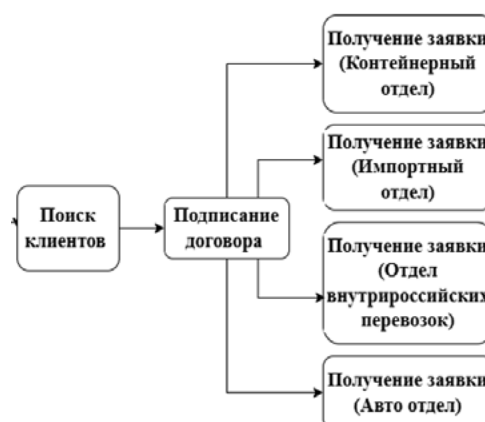 Поиск
клиентов
Подписание
договора
Получение заявки
(Контейнерный
отдел)
Получение заявки
(Импортный
отдел)
Получение заявки
(Отдел
внутрироссийских
перевозок)
Получение заявки
(Авто отдел)